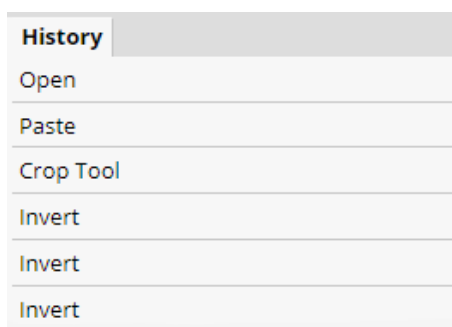 History
Open
Paste
Crop Tool
Invert
Invert
Invert